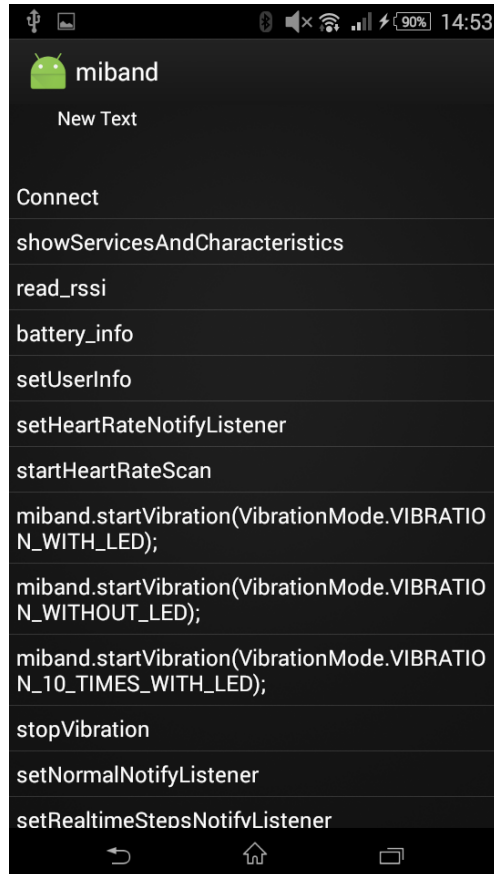 90% 14:53
miband
New Text
Connect
showServicesAndCharacteristics
read_rssi
battery_info
setUserInfo
setHeartRateNotifyListener
startHeartRateScan
miband.startVibration(VibrationMode.VIBRATIO
N_WITH_LED);
miband.startVibration(VibrationMode.VIBRATIO
N_WITHOUT_LED);
miband.startVibration(VibrationMode.VIBRATIO
N_10_TIMES_WITH_LED);
stopVibration
setNormalNotifyListener
setRealtimeStepsNotifyListener